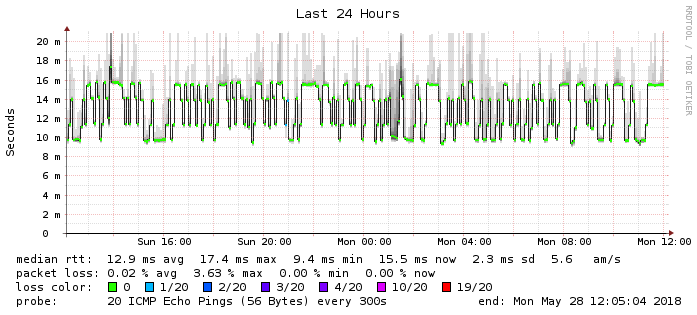 Last 24 Hours
RRDTOOL / TOBI OETIKER
Seconds
20 m
18 m
16 m
14 m
12 m
10 m
8 m
6 m
4 m
2 m
0
Sun 16:00 Sun 20:00 Mon 00:00 Mon 04:00 Mon 08:00 Mon 12:00
median rtt: 12.9 ms avg 17.4 ms max 9.4 ms min 15.5 ms now 2.3 ms sd 5.6 am/s
packet loss: 0.02 % avg 3.63 % max 0.00 % min 0.00 % now
loss color: 0 1/20 2/20 3/20 4/20 10/20 19/20
probe: 20 ICMP Echo Pings (56 Bytes) every 300s end: Mon May 28 12:05:04 2018